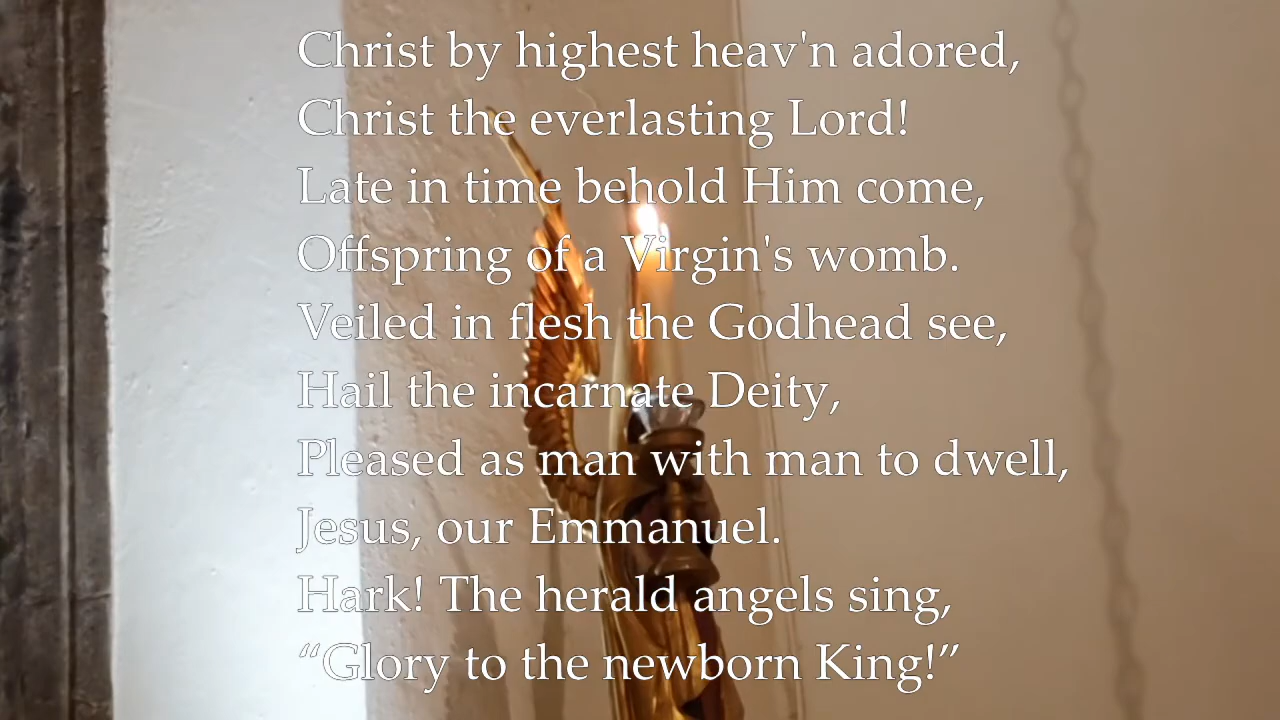 Christ by highest heav'n adored,
Christ the everlasting Lord!
Late in time behold Him come,
Offspring of a Virgin's womb.
Veiled in flesh the Godhead see,
Hail the incarnate Deity,
Pleased as man with man to dwell,
Jesus, our Emmanuel.
Hark! The herald angels sing,
“Glory to the newborn King!”